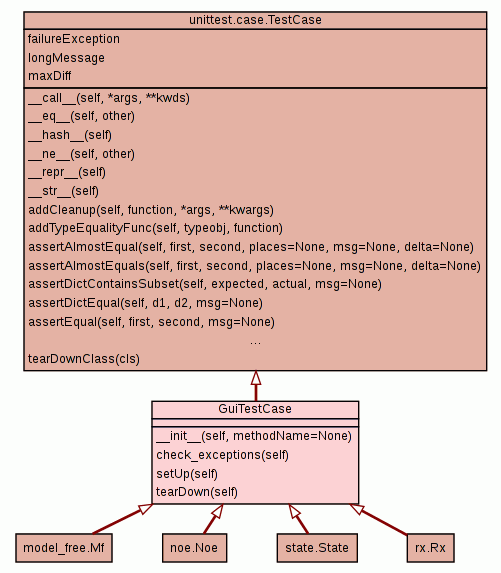 unittest.case.TestCase
failureException
longMessage
maxDiff
__call__(self, *args, **kwds)
__eq__(self, other)
__hash__(self)
__ne__(self, other)
__repr__(self)
__str__(self)
addCleanup(self, function, *args, **kwargs)
addTypeEqualityFunc(self, typeobj, function)
assertAlmostEqual(self, first, second, places=None, msg=None, delta=None)
assertAlmostEquals(self, first, second, places=None, msg=None, delta=None)
assertDictContainsSubset(self, expected, actual, msg=None)
assertDictEqual(self, d1, d2, msg=None)
assertEqual(self, first, second, msg=None)
...
tearDownClass(cls)
GuiTestCase
__init__(self, methodName=None)
check_exceptions(self)
setUp(self)
tearDown(self)
model_free.Mf noe.Noe state.State rx.Rx